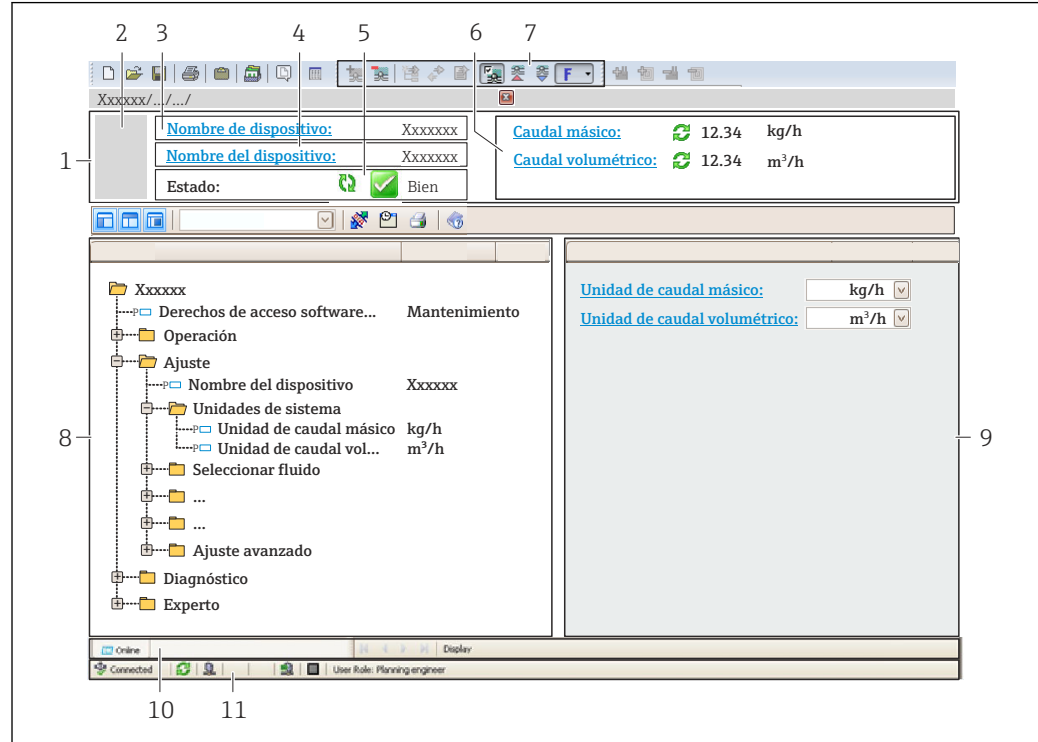 2 3 4 5 6 7
F
Xxxxxx/.../.../
1
Nombre de dispositivo: Xxxxxxx
Nombre del dispositivo: Xxxxxxx
Estado: Bien
Caudal másico: 12.34 kg/h
Caudal volumétrico: 12.34 m³/h
Xxxxxx
P Derechos de acceso software... Mantenimiento
Operación
Ajuste
P Nombre del dispositivo Xxxxxx
Unidades de sistema
P Unidad de caudal másico kg/h
P Unidad de caudal vol... m³/h
Seleccionar fluido
...
...
Ajuste avanzado
Diagnóstico
Experto
8
Unidad de caudal másico: kg/h
Unidad de caudal volumétrico: m³/h
9
Online Display
Connected User Role: Planning engineer
10 11